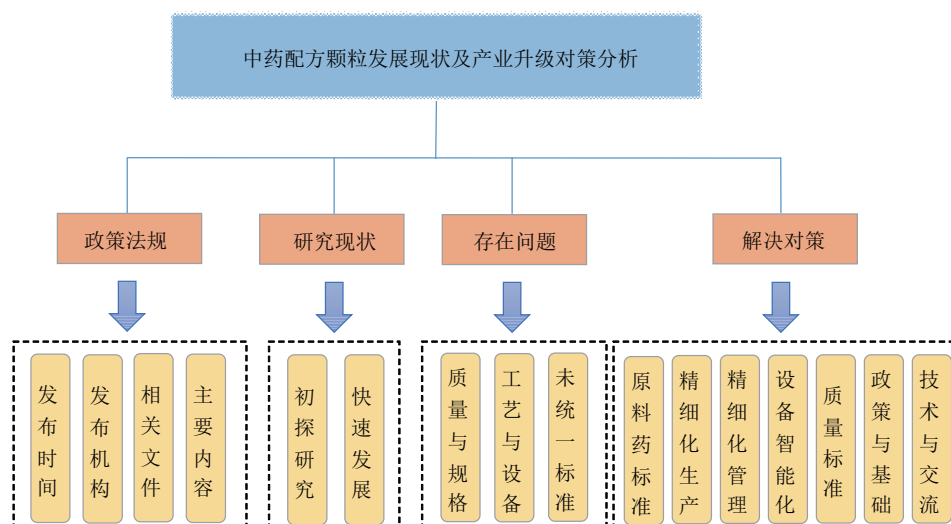 中药配方颗粒发展现状及产业升级对策分析
政策法规
研究现状
存在问题
解决对策
发布时间
发布机构
相关文件
主要内容
初探研究
快速发展
质量与规格
工艺与设备
未统一标准
原料药标准
精细化生产
精细化管理
设备智能化
质量标准
政策与基础
技术与交流